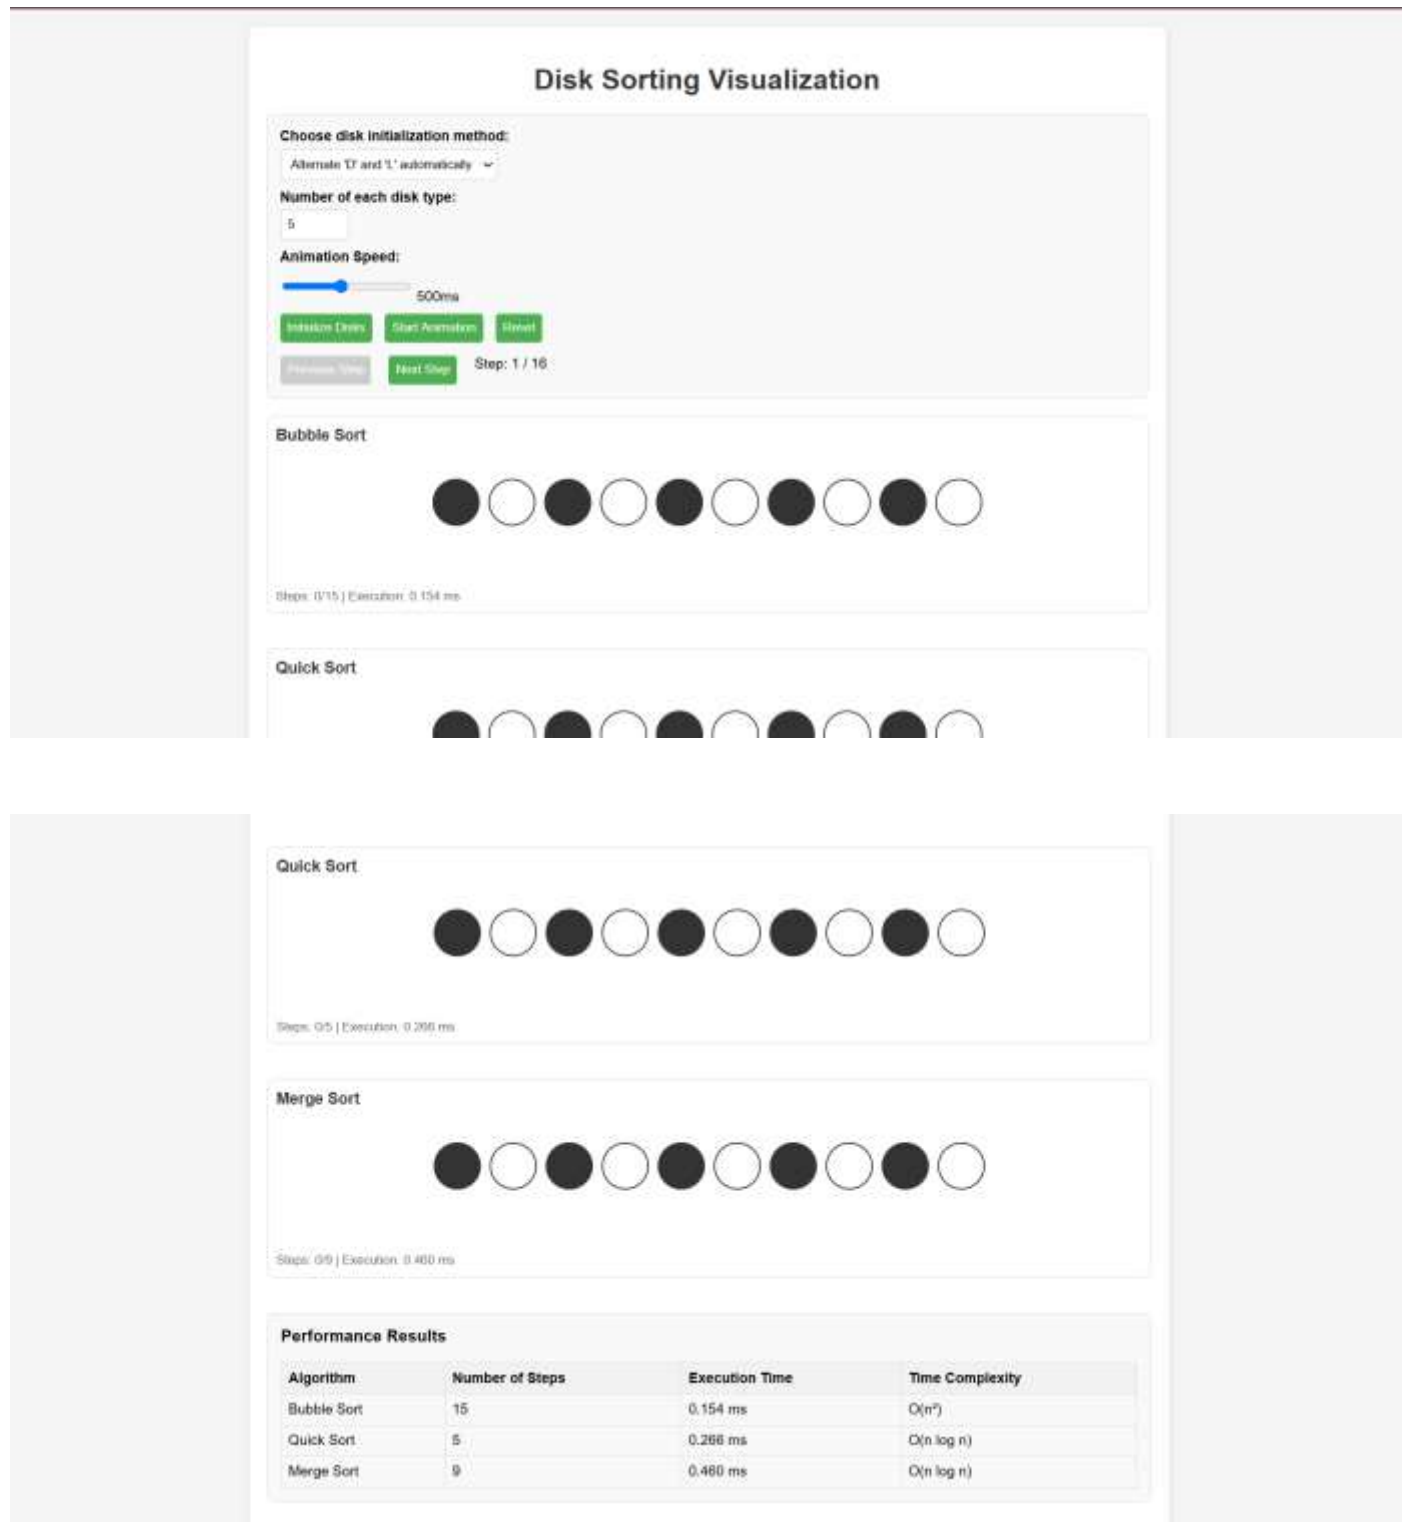 Disk Sorting Visualization
Choose disk initialization method:
Alternate 'D' and 'L' automatically
Number of each disk type:
5
Animation Speed:
500ms
Initialize Disks Start Animation Reset
Previous Step Next Step Step: 1 / 16
Bubble Sort
Steps: 0/15 | Execution: 0.154 ms
Quick Sort
Quick Sort
Steps: 0/5 | Execution: 0.266 ms
Merge Sort
Steps: 0/9 | Execution: 0.460 ms
Performance Results
Algorithm Number of Steps Execution Time Time Complexity
Bubble Sort 15 0.154 ms O(n²)
Quick Sort 5 0.266 ms O(n log n)
Merge Sort 9 0.460 ms O(n log n)